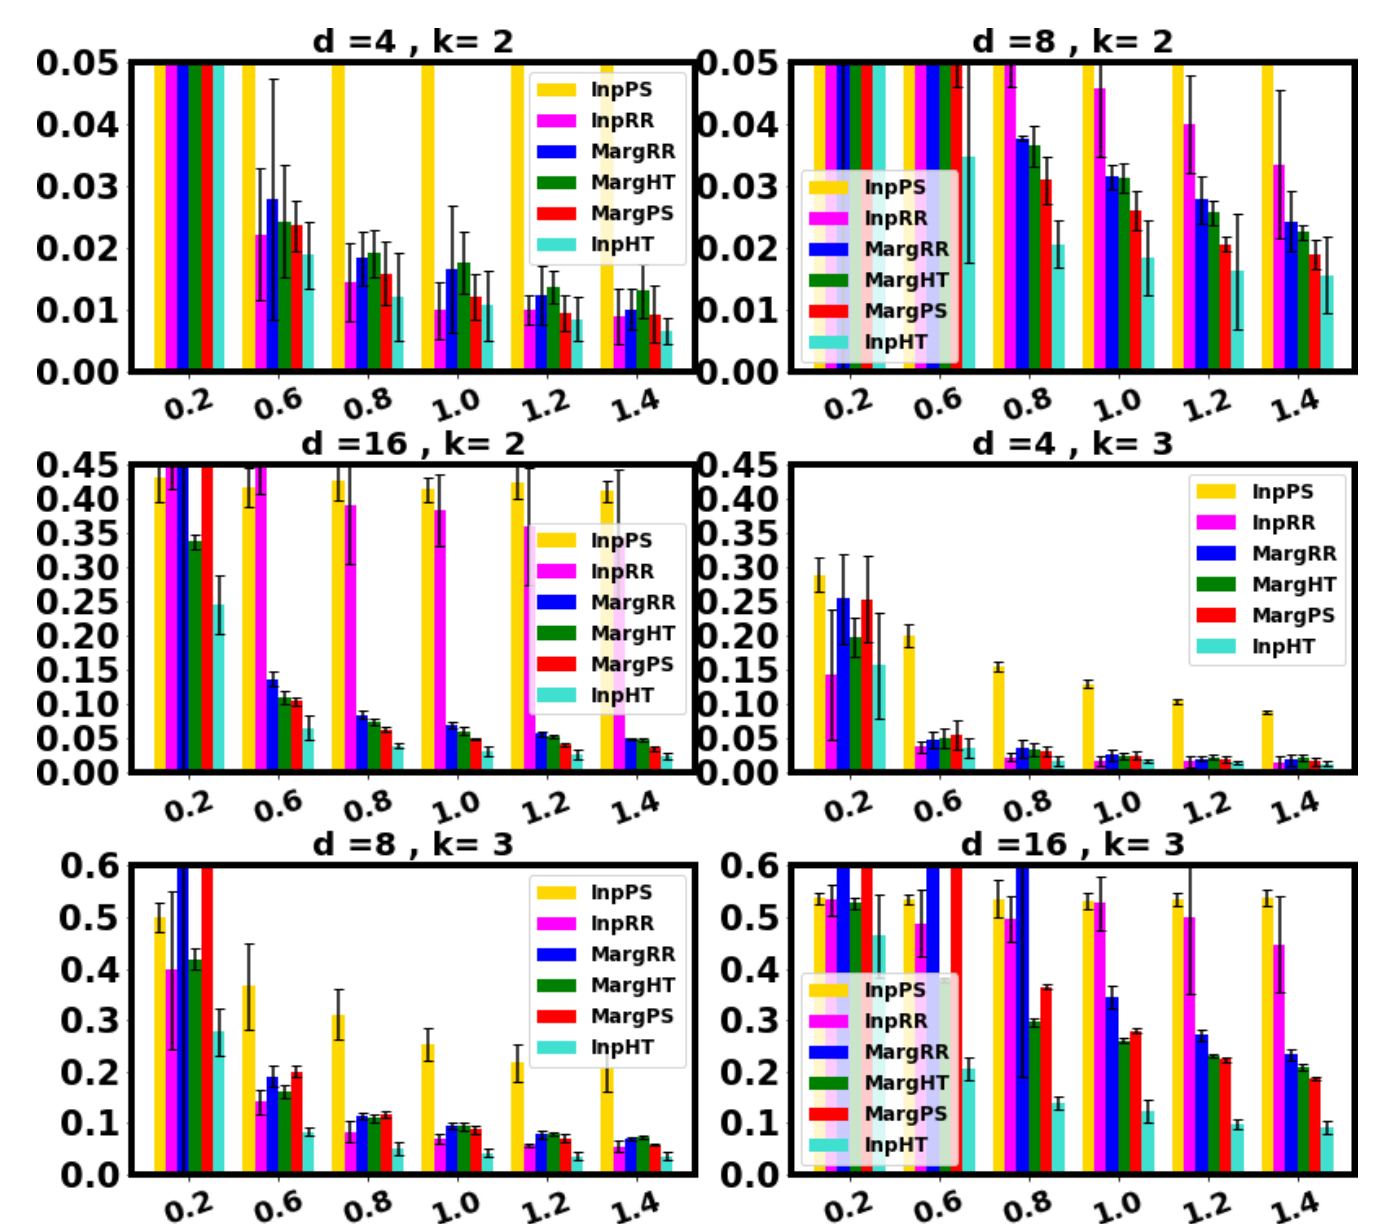 d =4 , k= 2
0.05
0.04
0.03
0.02
0.01
0.00
InpPS
InpRR
MargRR
MargHT
MargPS
InpHT
0.2 0.6 0.8 1.0 1.2 1.4
d =8 , k= 2
0.05
0.04
0.03
0.02
0.01
0.00
InpPS
InpRR
MargRR
MargHT
MargPS
InpHT
0.2 0.6 0.8 1.0 1.2 1.4
d =16 , k= 2
0.45
0.40
0.35
0.30
0.25
0.20
0.15
0.10
0.05
0.00
InpPS
InpRR
MargRR
MargHT
MargPS
InpHT
0.2 0.6 0.8 1.0 1.2 1.4
d =4 , k= 3
0.45
0.40
0.35
0.30
0.25
0.20
0.15
0.10
0.05
0.00
InpPS
InpRR
MargRR
MargHT
MargPS
InpHT
0.2 0.6 0.8 1.0 1.2 1.4
d =8 , k= 3
0.6
0.5
0.4
0.3
0.2
0.1
0.0
InpPS
InpRR
MargRR
MargHT
MargPS
InpHT
0.2 0.6 0.8 1.0 1.2 1.4
d =16 , k= 3
0.6
0.5
0.4
0.3
0.2
0.1
0.0
InpPS
InpRR
MargRR
MargHT
MargPS
InpHT
0.2 0.6 0.8 1.0 1.2 1.4